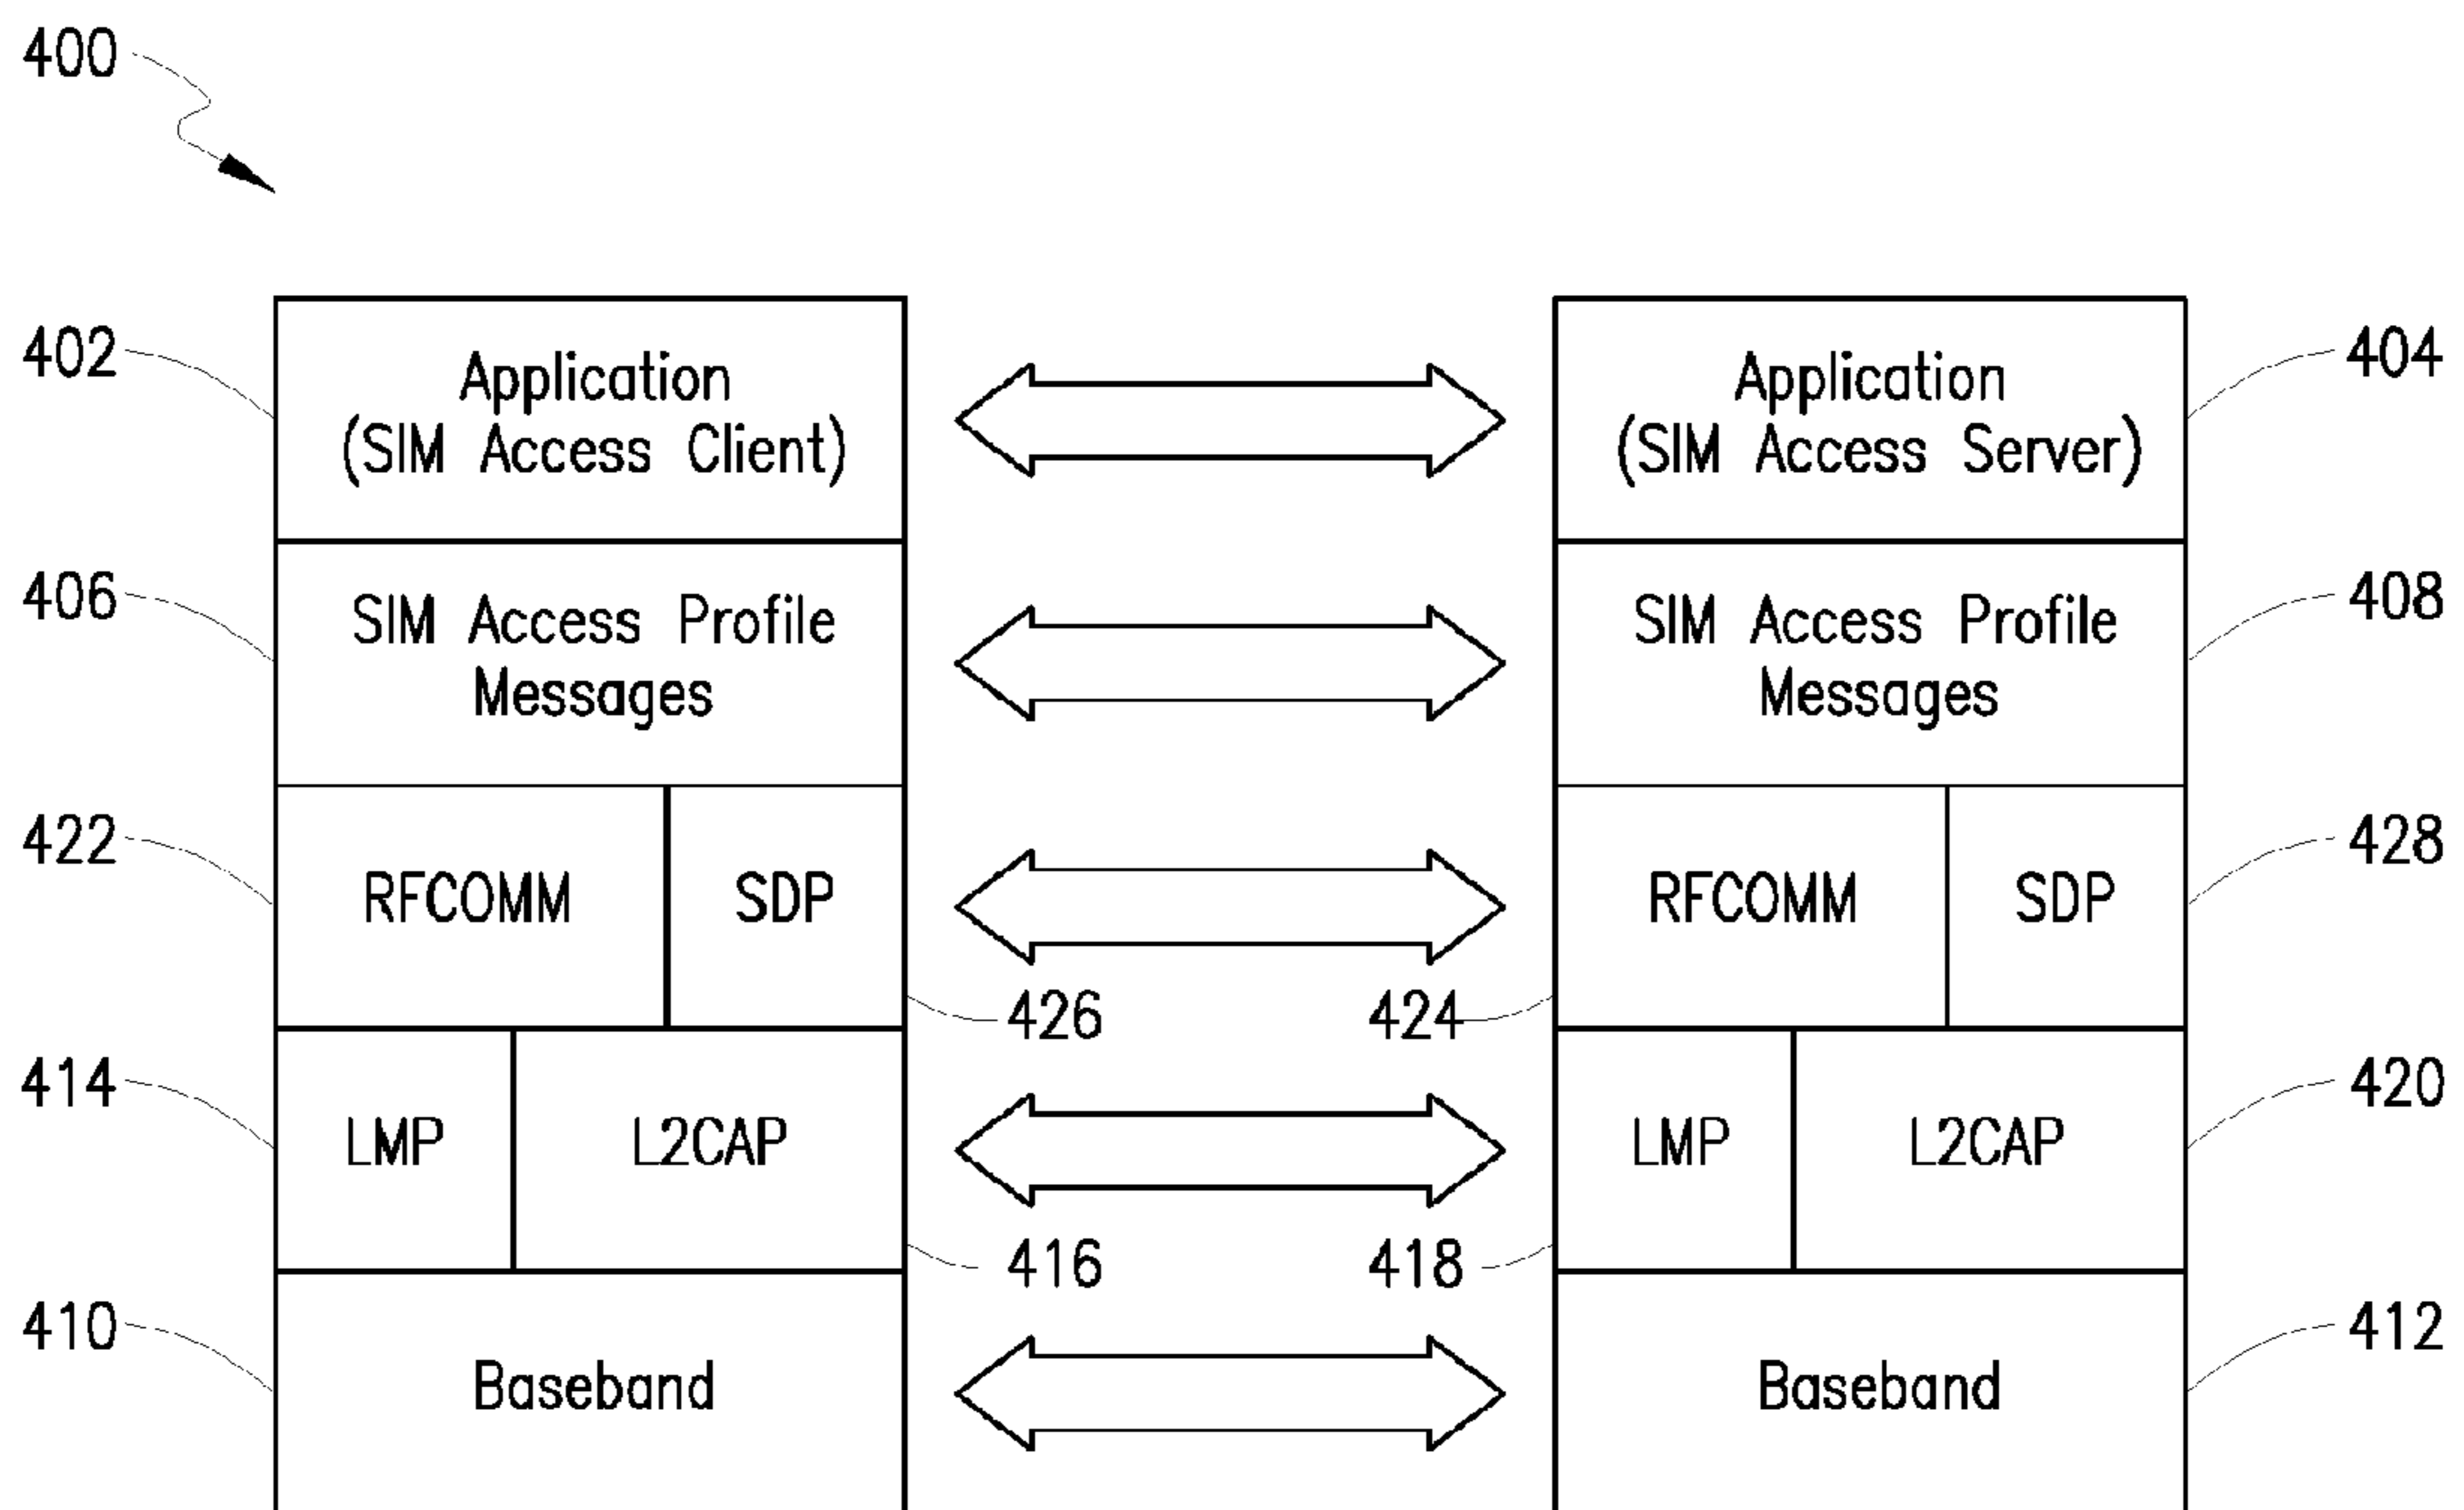 400
402
Application
(SIM Access Client)
Application
(SIM Access Server)
404
406
SIM Access Profile
Messages
SIM Access Profile
Messages
408
422
RFCOMM
SDP
RFCOMM
SDP
428
426
424
414
LMP
L2CAP
LMP
L2CAP
420
416
418
410
Baseband
Baseband
412